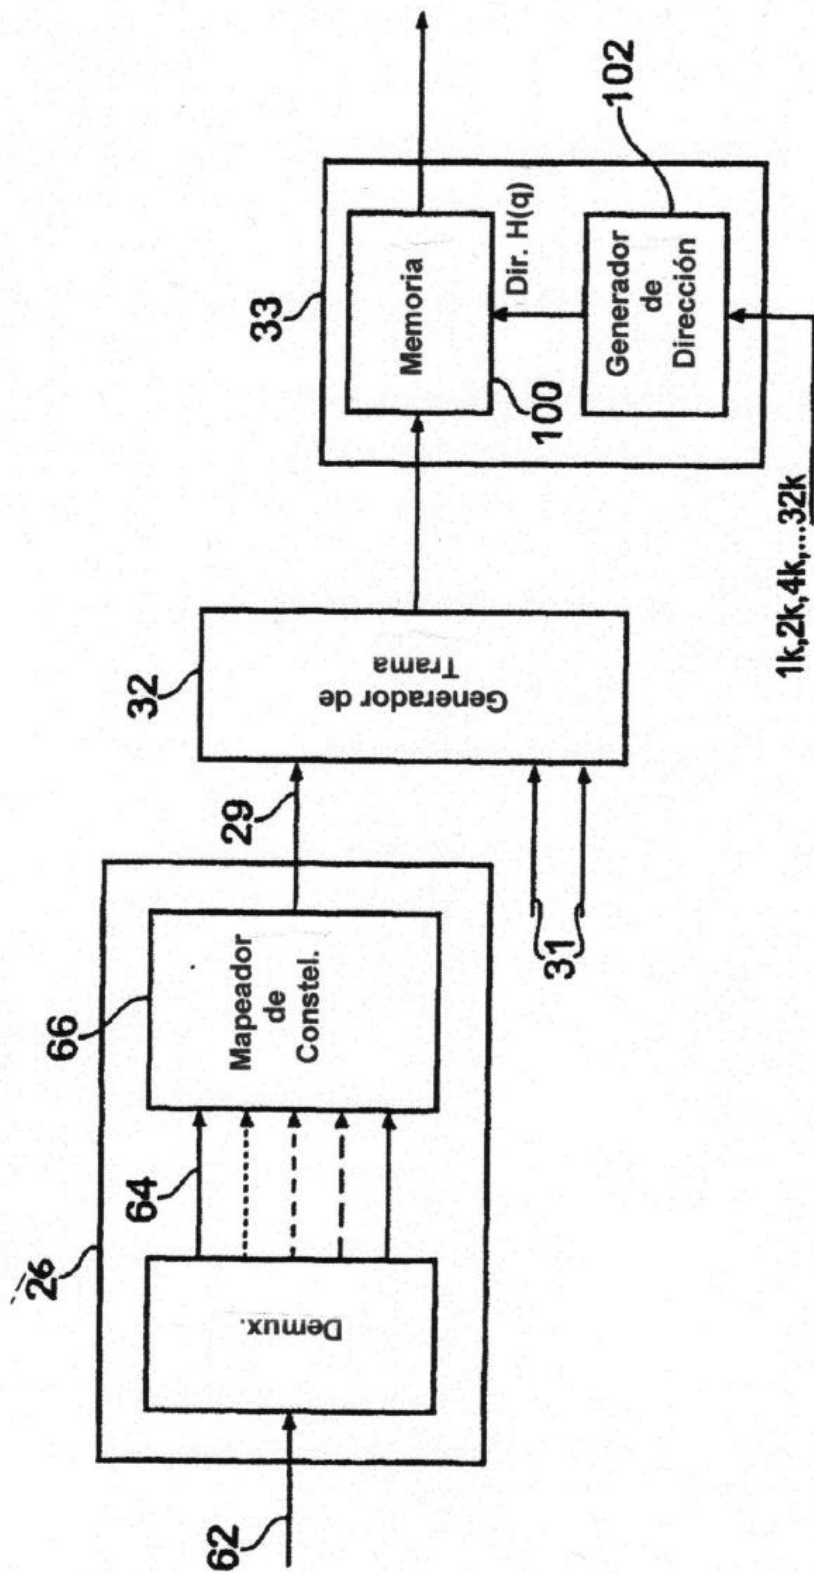 26
66
62
64
29
Demux.
Mapeador
de
Constel.
31
32
Generador de
Trama
33
Memoria
100
Dir. H(q)
Generador
de
Dirección
102
1k,2k,4k,...32k